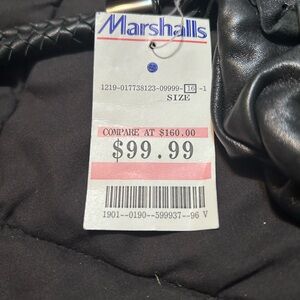 Marshalls
1219-017738123-09999-16-1
SIZE
COMPARE AT $160.00
$99.99
1901--0190--599937--96 V